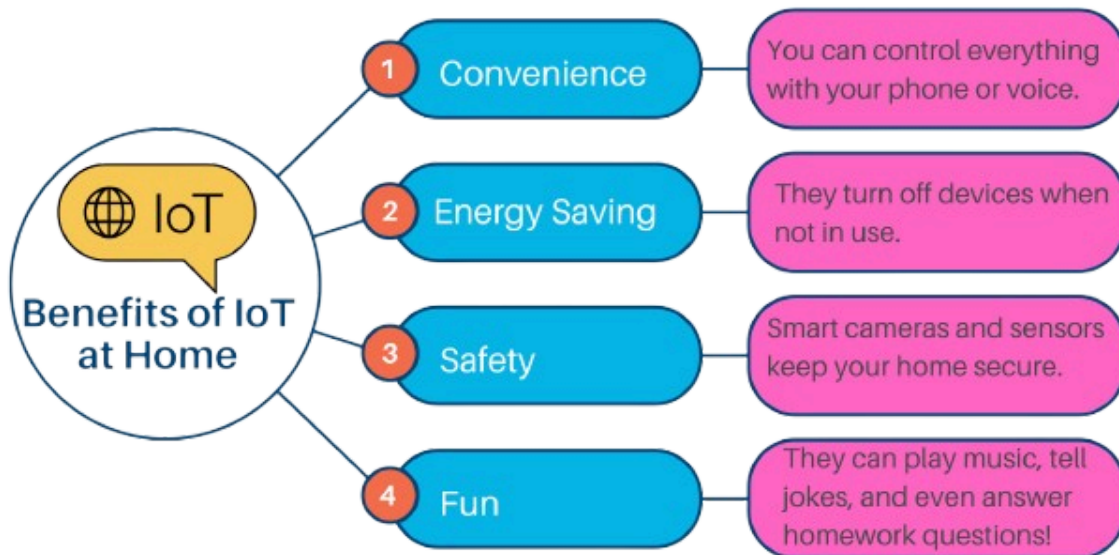 IoT
Benefits of IoT
at Home
1
Convenience
You can control everything
with your phone or voice.
2
Energy Saving
They turn off devices when
not in use.
3
Safety
Smart cameras and sensors
keep your home secure.
4
Fun
They can play music, tell
jokes, and even answer
homework questions!